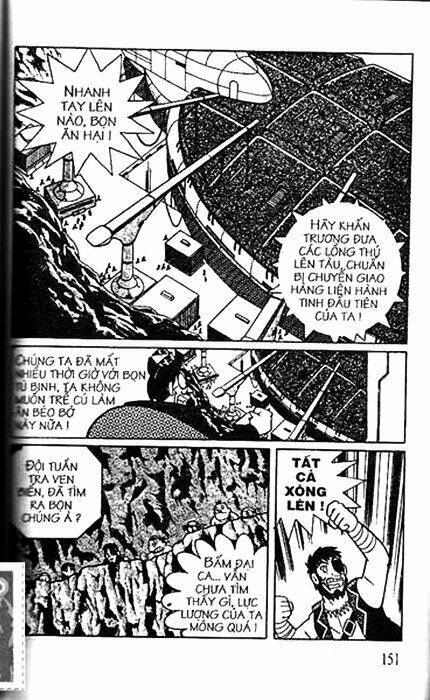 NHANH
TAY LÊN
NÀO, BỌN
ĂN HẠI !
HÃY KHẨN
TRƯƠNG ĐƯA
CÁC LỒNG THÚ
LÊN TÀU, CHUẨN
BỊ CHUYỂN GIAO
HÀNG LIÊN HÀNH
TINH ĐẦU TIÊN
CỦA TA !
CHÚNG TA ĐÃ MẤT
NHIỀU THỜI GIỜ VỚI BỌN
TÙ BINH, TA KHÔNG
MUỐN TRỄ CÚ LÀM
ĂN BÉO BỞ
NÀY NỮA !
ĐỘI TUẦN
TRA VEN
BIỂN, ĐÃ TÌM
RA BỌN
CHÚNG Ả ?
BẨM ĐẠI
CA... VẪN
CHƯA TÌM
THẤY GÌ, LỰC
LƯỢNG CỦA TA
MỎNG QUÁ !
TẤT
CẢ
XÔNG
LÊN !
151